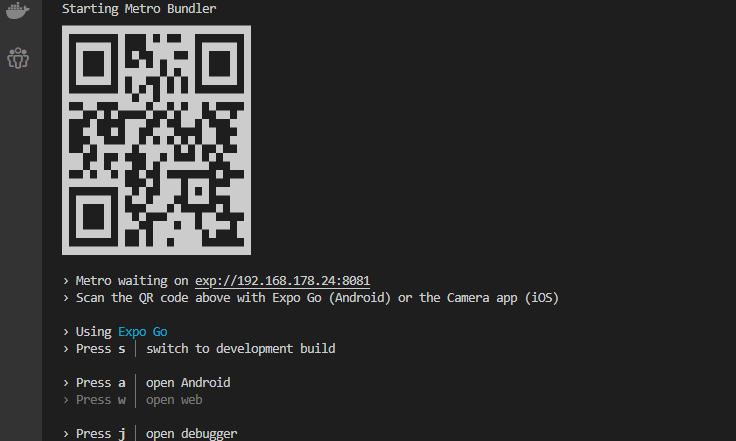 Starting Metro Bundler
› Metro waiting on exp://192.168.178.24:8081
› Scan the QR code above with Expo Go (Android) or the Camera app (iOS)
› Using Expo Go
› Press s │ switch to development build
› Press a │ open Android
› Press w │ open web
› Press j │ open debugger